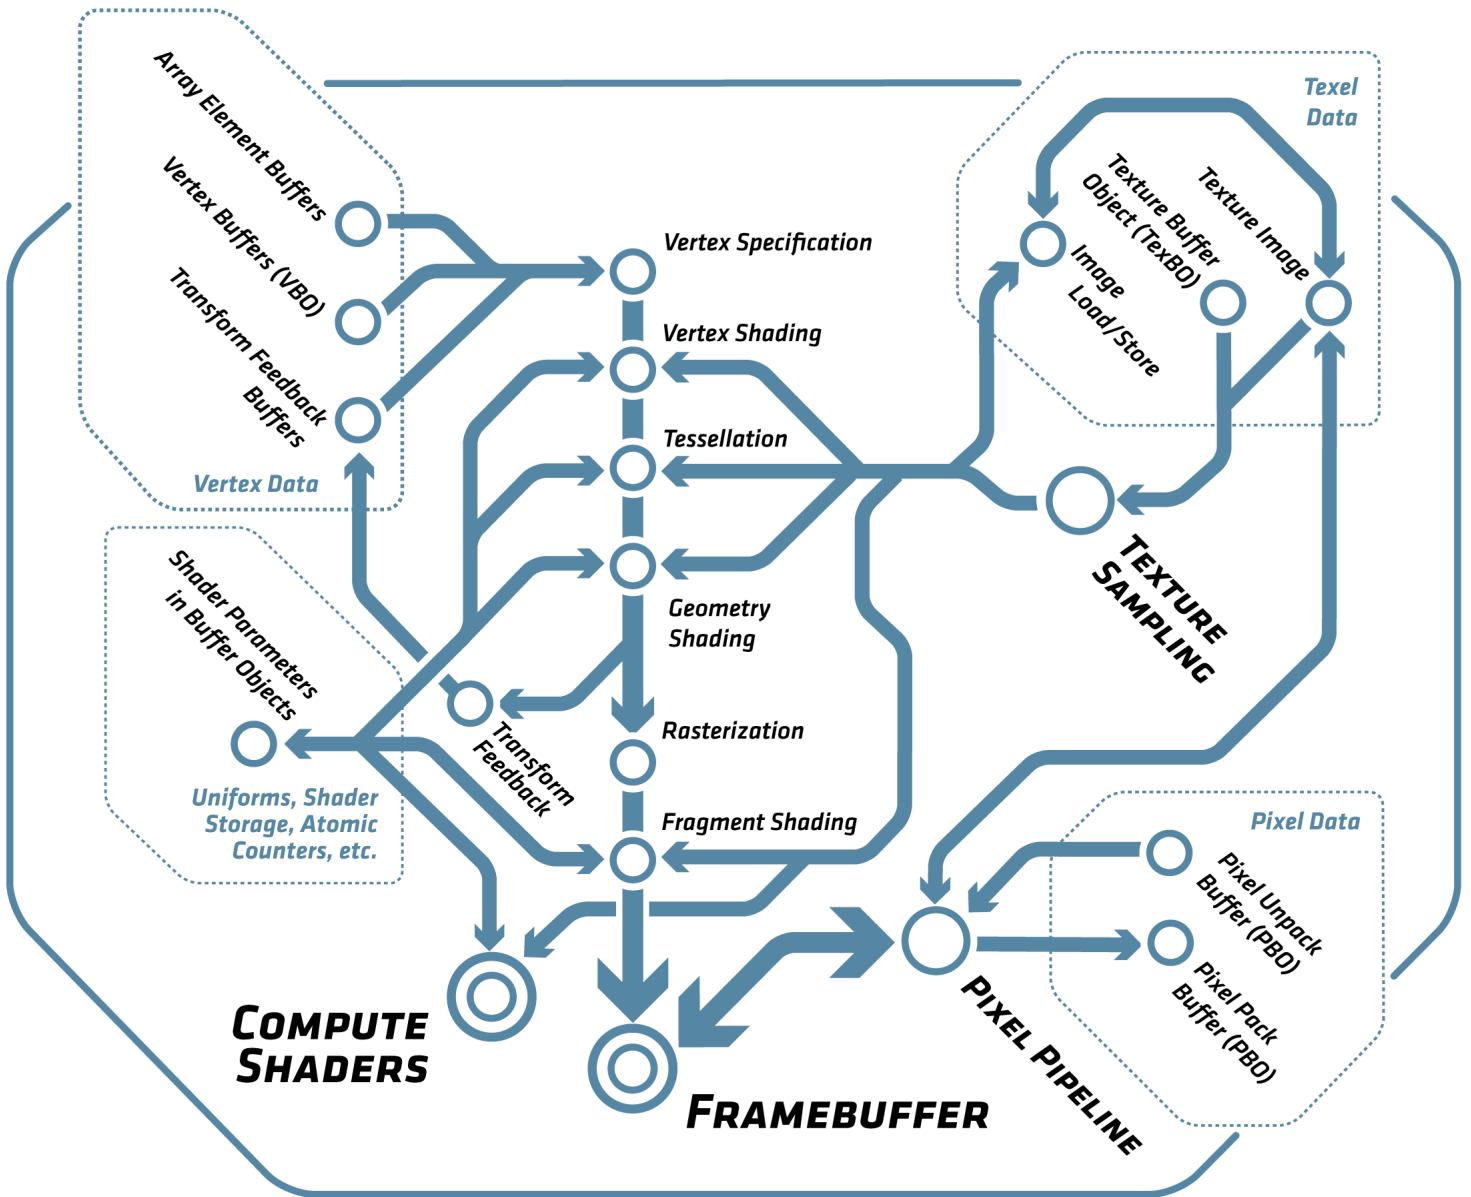 Array Element Buffers
Vertex Buffers (VBO)
Transform Feedback
Buffers
Vertex Data
Shader Parameters
in Buffer Objects
Uniforms, Shader
Storage, Atomic
Counters, etc.
Vertex Specification
Vertex Shading
Tessellation
Geometry
Shading
Transform
Feedback
Rasterization
Fragment Shading
Texel
Data
Texture Buffer
Object (TexBO)
Texture Image
Image
Load/Store
TEXTURE
SAMPLING
Pixel Data
Pixel Unpack
Buffer (PBO)
Pixel Pack
Buffer (PBO)
PIXEL PIPELINE
COMPUTE
SHADERS
FRAMEBUFFER